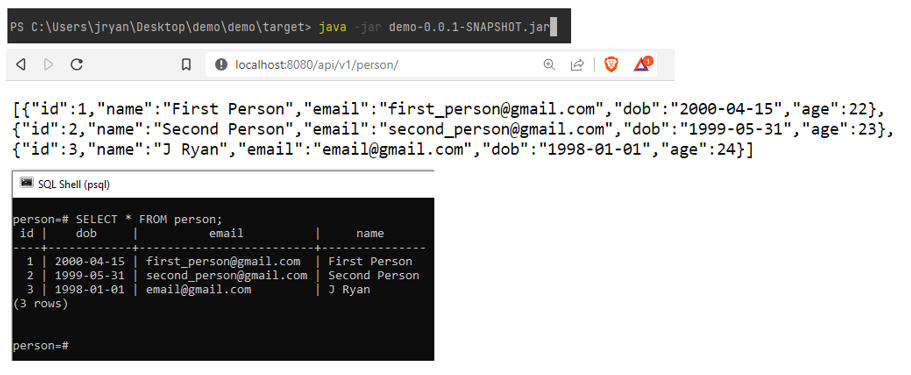 PS C:\Users\jryan\Desktop\demo\demo\target> java -jar demo-0.0.1-SNAPSHOT.jar
localhost:8080/api/v1/person/
1
[{"id":1,"name":"First Person","email":"first_person@gmail.com","dob":"2000-04-15","age":22},
{"id":2,"name":"Second Person","email":"second_person@gmail.com","dob":"1999-05-31","age":23},
{"id":3,"name":"J Ryan","email":"email@gmail.com","dob":"1998-01-01","age":24}]
SQL Shell (psql)
person=# SELECT * FROM person;
 id |    dob     |          email          |     name
----+------------+-------------------------+---------------
  1 | 2000-04-15 | first_person@gmail.com  | First Person
  2 | 1999-05-31 | second_person@gmail.com | Second Person
  3 | 1998-01-01 | email@gmail.com         | J Ryan
(3 rows)
person=#